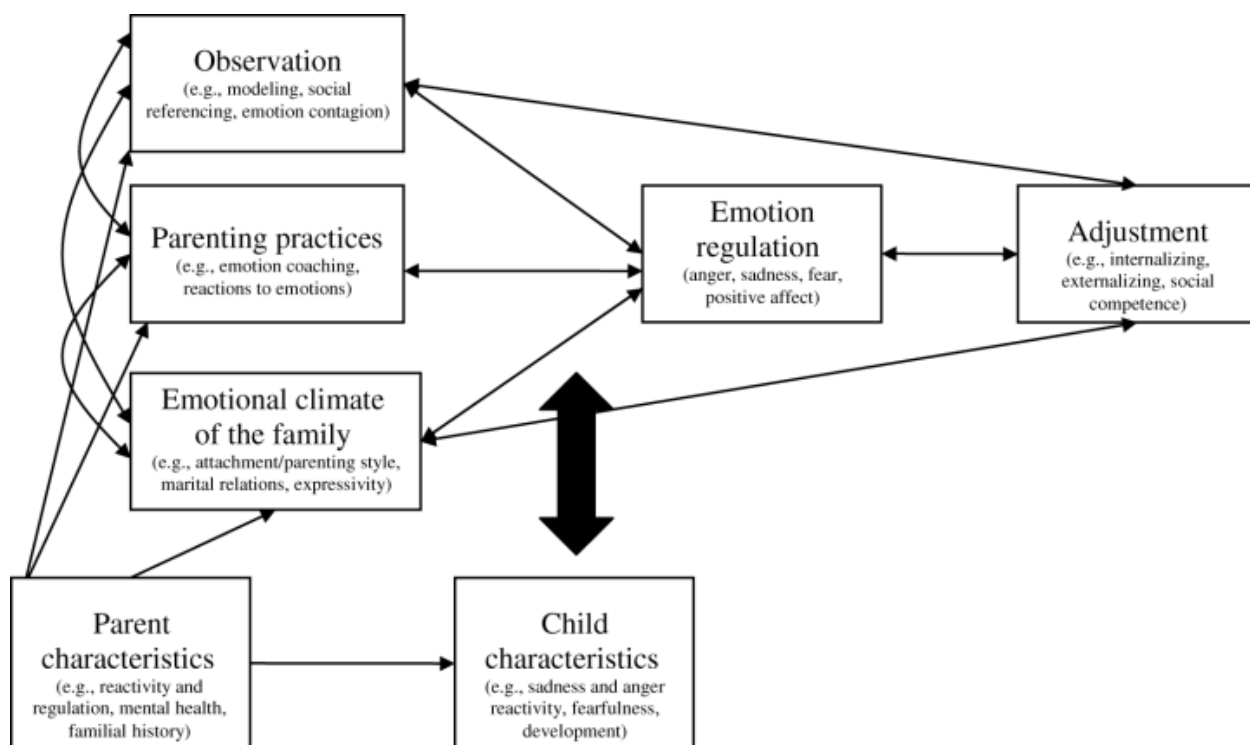 Observation
(e.g., modeling, social
referencing, emotion contagion)
Parenting practices
(e.g., emotion coaching,
reactions to emotions)
Emotion
regulation
(anger, sadness, fear,
positive affect)
Adjustment
(e.g., internalizing,
externalizing, social
competence)
Emotional climate
of the family
(e.g., attachment/parenting style,
marital relations, expressivity)
Parent
characteristics
(e.g., reactivity and
regulation, mental health,
familial history)
Child
characteristics
(e.g., sadness and anger
reactivity, fearfulness,
development)